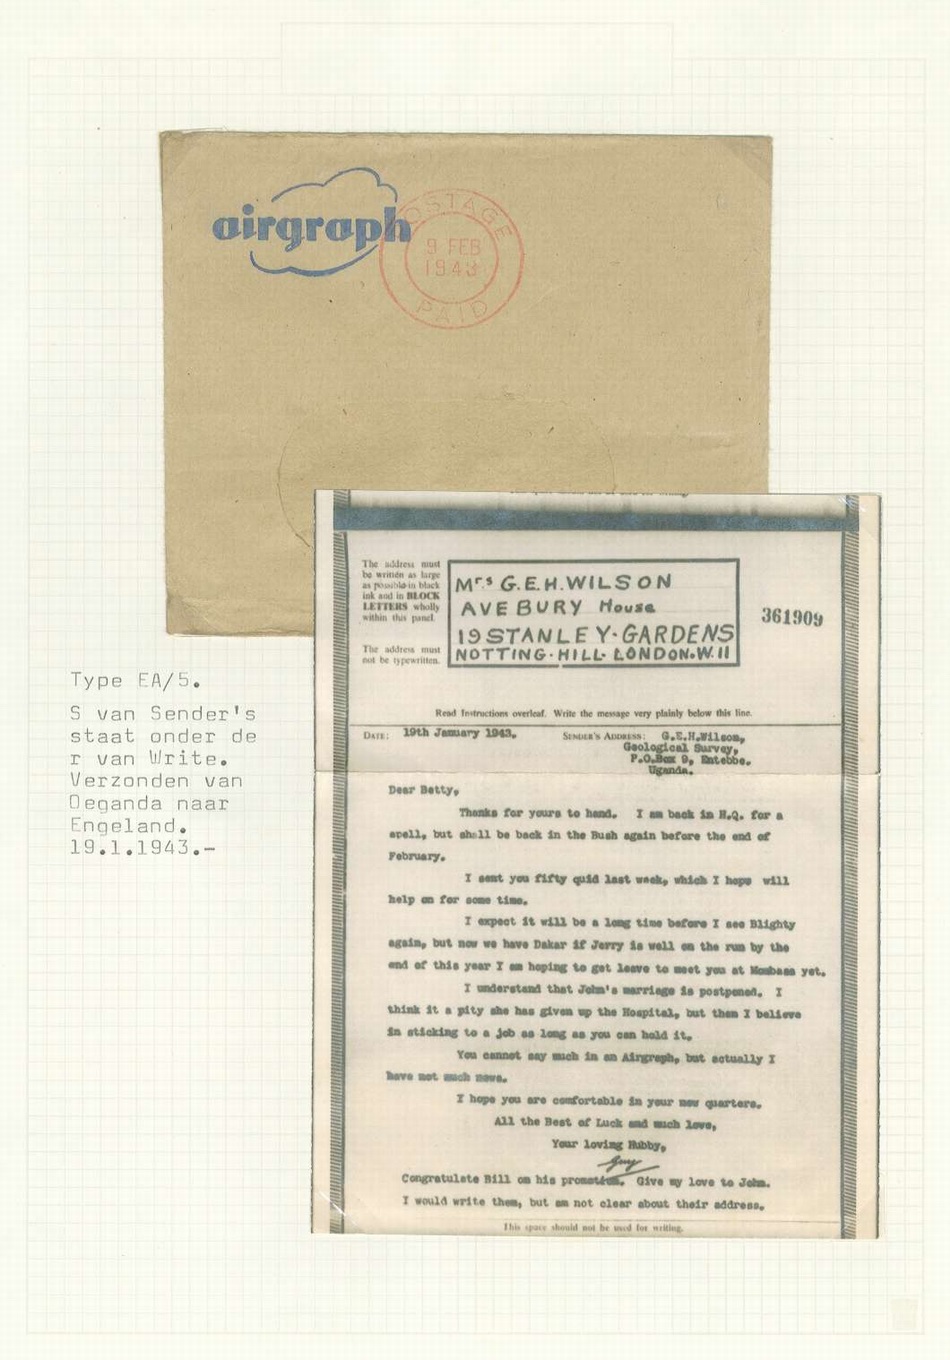 airgraph
POSTAGE
9 FEB
1943
PAID
The address must
be written as large
as possible in black
ink and in BLOCK
LETTERS wholly
within this panel.
The address must
not be typewritten.
Mrs G.E.H.WILSON
AVEBURY House
19 STANLEY·GARDENS
NOTTING·HILL· LONDON.W.11
361909
Read Instructions overleaf. Write the message very plainly below this line.
DATE: 19th January 1943.
SENDER'S ADDRESS: G.E.H.Wilson,
Geological Survey,
P.O.Box 9, Entebbe.
Uganda.
Dear Betty,
Thanks for yours to hand. I am back in H.Q. for a
spell, but shall be back in the Bush again before the end of
February.
I sent you fifty quid last week, which I hope will
help on for some time.
I expect it will be a long time before I see Blighty
again, but now we have Dakar if Jerry is well on the run by the
end of this year I am hoping to get leave to meet you at Mombasa yet.
I understand that John's marriage is postponed. I
think it a pity she has given up the Hospital, but then I believe
in sticking to a job as long as you can hold it.
You cannot say much in an Airgraph, but actually I
have not much news.
I hope you are comfortable in your new quarters.
All the Best of Luck and much love,
Your loving Hubby,
Guy
Congratulate Bill on his promotion. Give my love to John.
I would write them, but am not clear about their address.
This space should not be used for writing.
Type EA/5.
S van Sender's
staat onder de
r van Write.
Verzonden van
Oeganda naar
Engeland.
19.1.1943.-